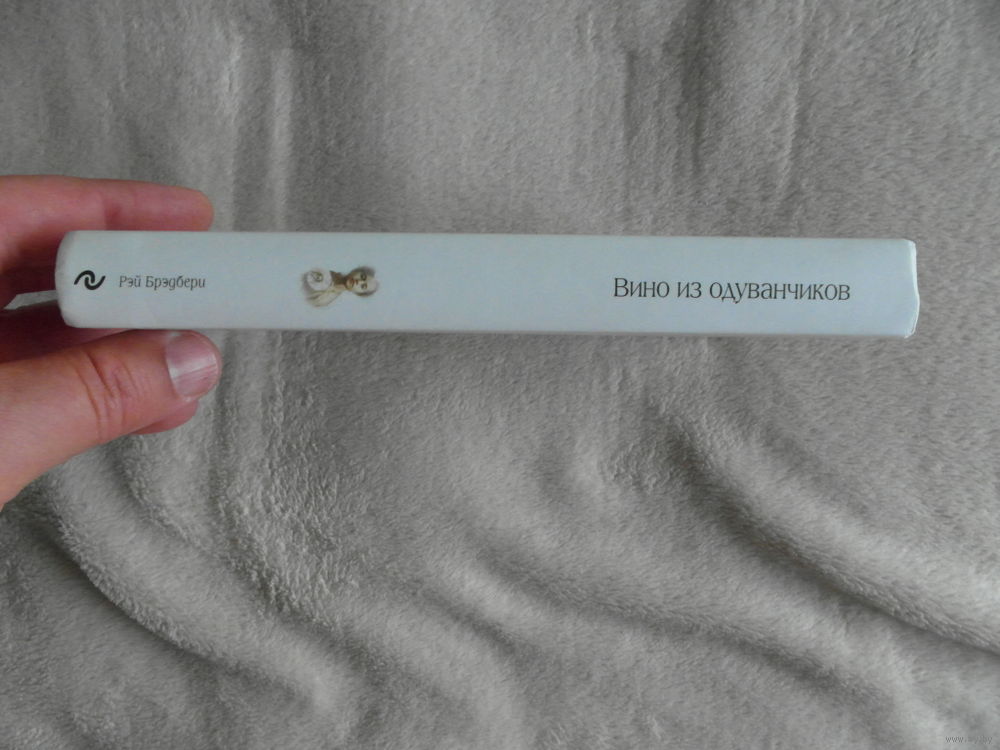 Рэй Брэдбери
Вино из одуванчиков